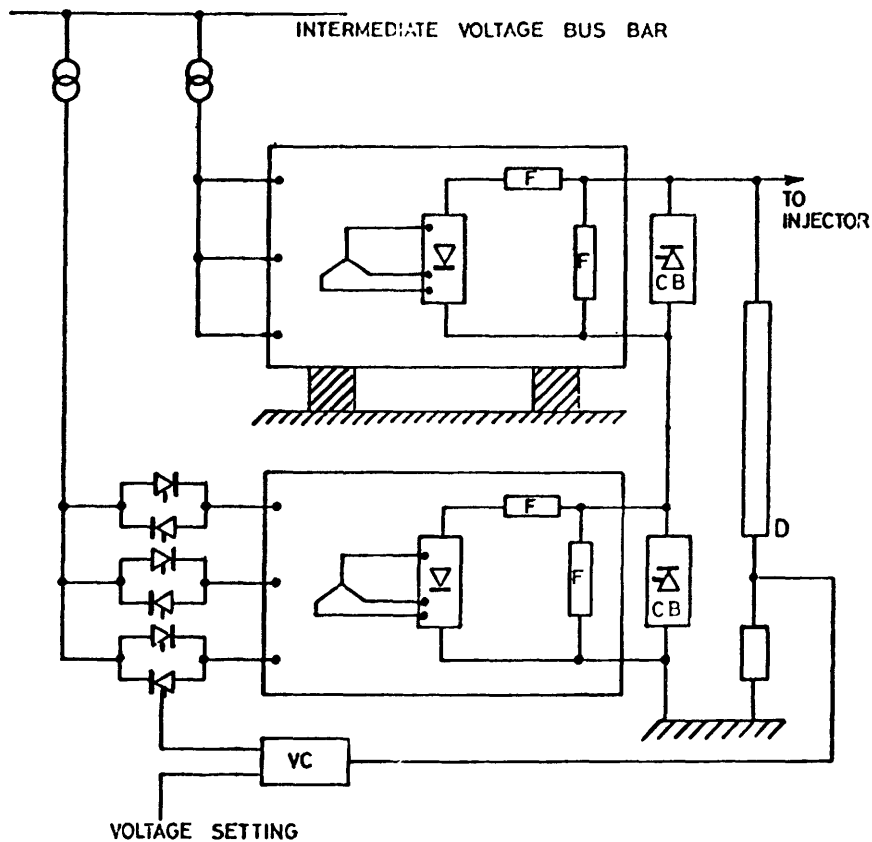 INTERMEDIATE VOLTAGE BUS BAR
F
TO
INJECTOR
F
CB
F
D
F
CB
VC
VOLTAGE SETTING